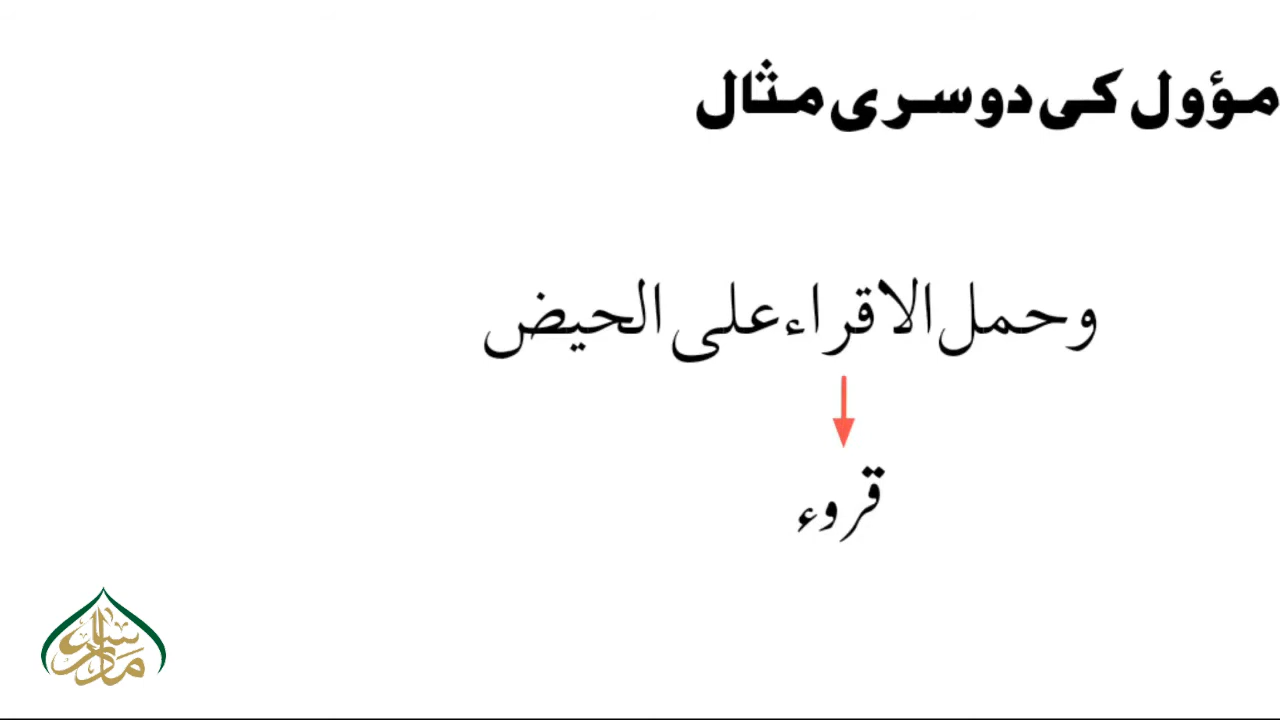 مؤول کی دوسری مثال
وحمل الاقراء علی الحیض
قروء